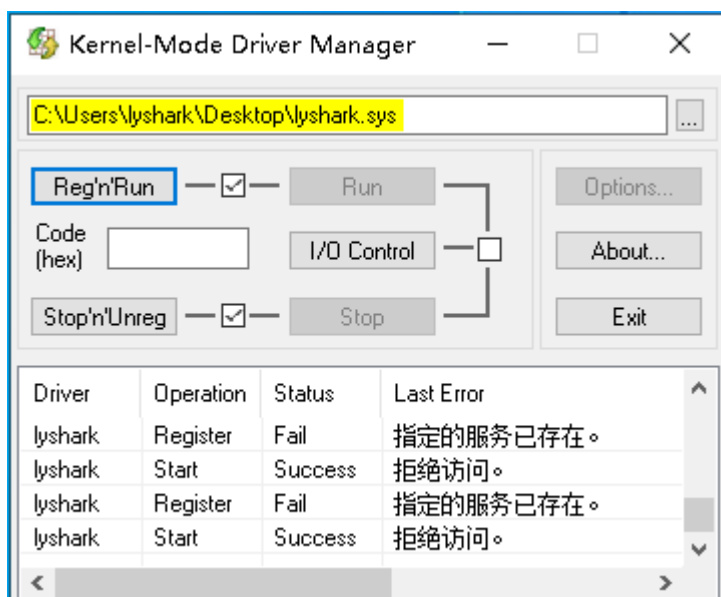 Kernel-Mode Driver Manager
C:\Users\lyshark\Desktop\lyshark.sys
...
Reg'n'Run Run Options...
Code
(hex)
I/O Control About...
Stop'n'Unreg Stop Exit
Driver Operation Status Last Error
lyshark Register Fail 指定的服务已存在。
lyshark Start Success 拒绝访问。
lyshark Register Fail 指定的服务已存在。
lyshark Start Success 拒绝访问。